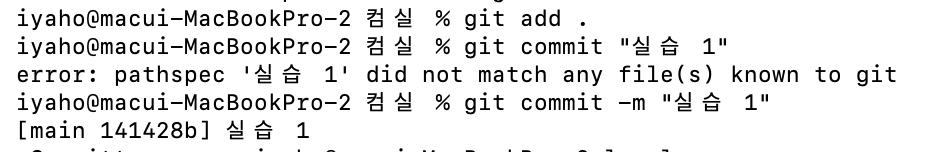 iyaho@macui-MacBookPro-2 컴실 % git add .
iyaho@macui-MacBookPro-2 컴실 % git commit "실습 1"
error: pathspec '실습 1' did not match any file(s) known to git
iyaho@macui-MacBookPro-2 컴실 % git commit -m "실습 1"
[main 141428b] 실습 1